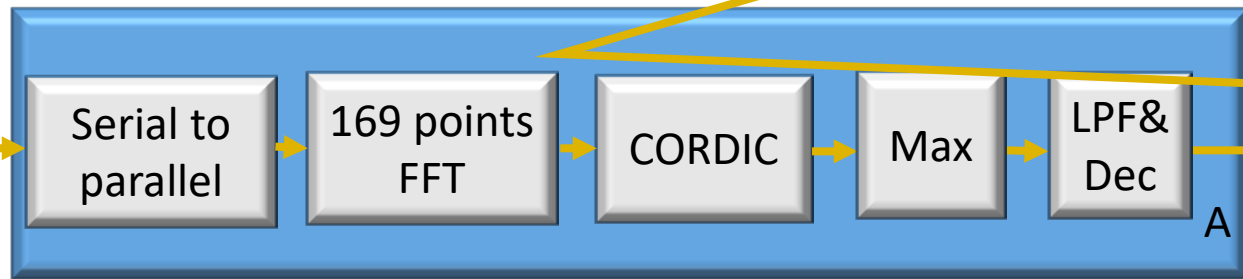 Serial to
parallel
169 points
FFT
CORDIC
Max
LPF&
Dec
A